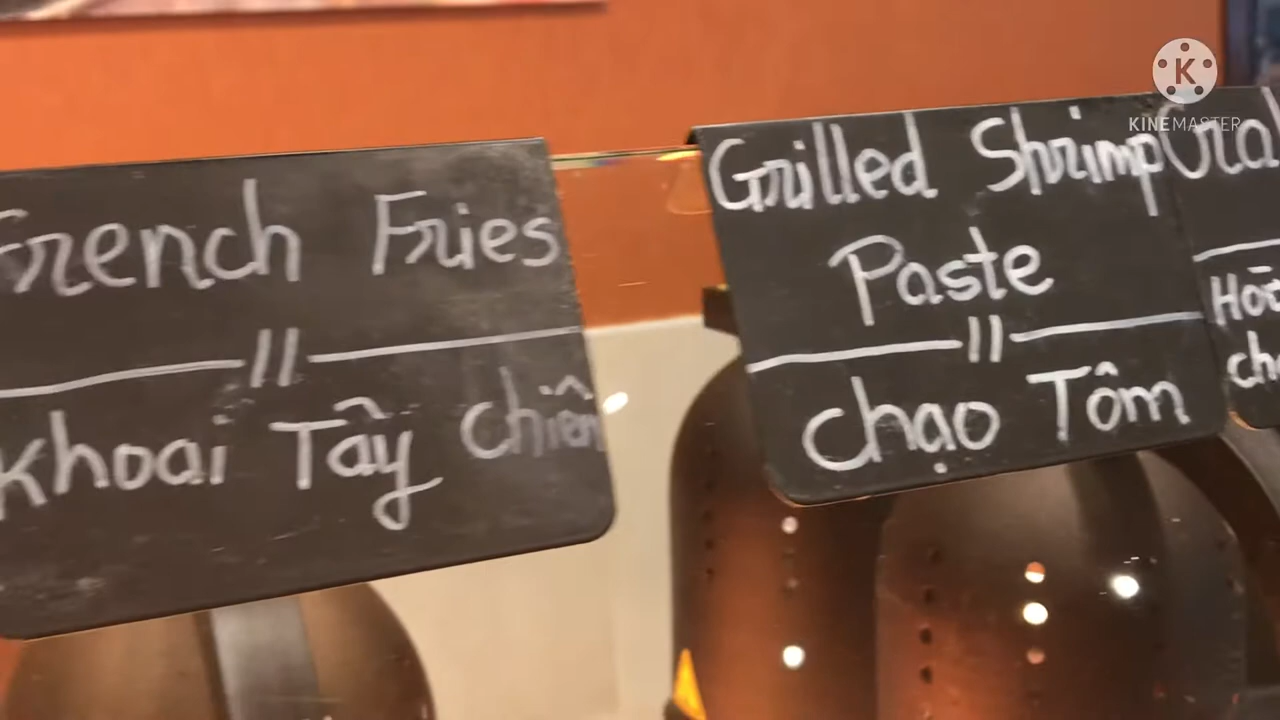 French Fries
Khoai Tây chiên
Grilled Shrimp
Paste
chạo Tôm
KINEMASTER